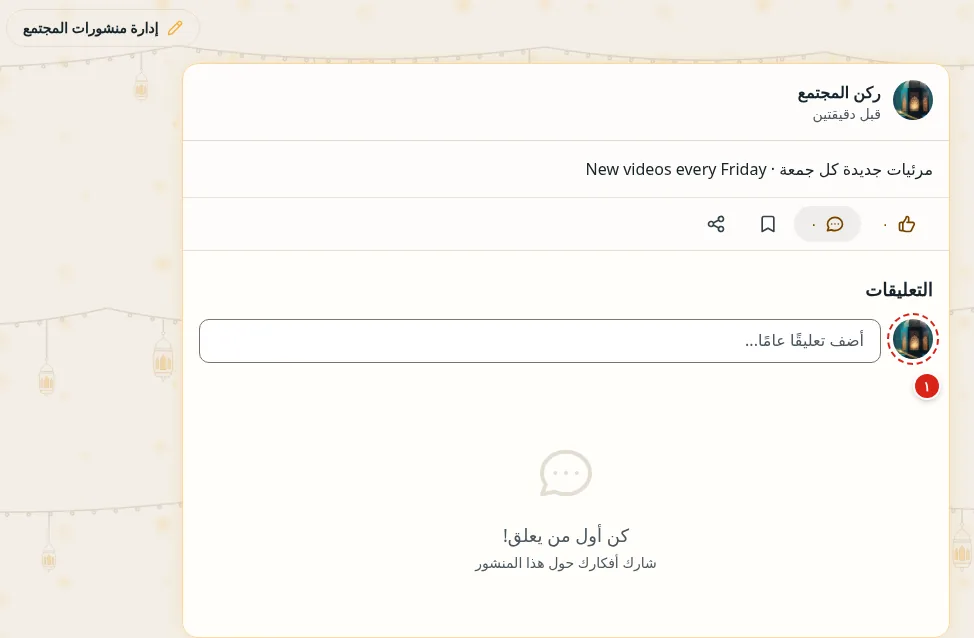 إدارة منشورات المجتمع
ركن المجتمع
قبل دقيقتين
مرئيات جديدة كل جمعة · New videos every Friday
٠ ٠
التعليقات
أضف تعليقًا عامًا...
١
كن أول من يعلق!
شارك أفكارك حول هذا المنشور